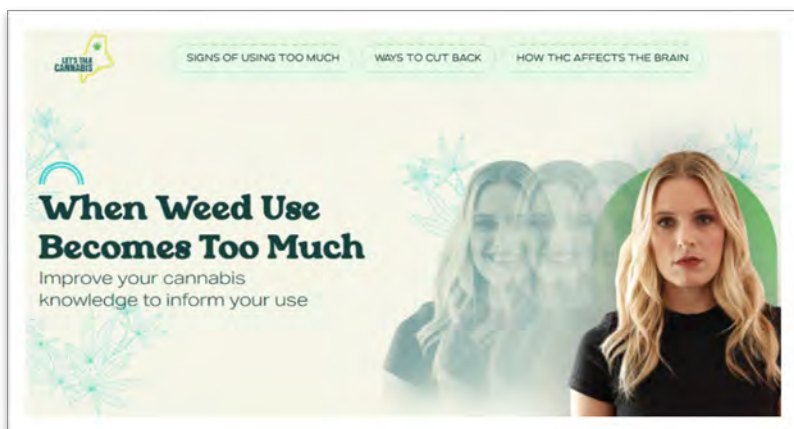 LET'S TALK
CANNABIS
SIGNS OF USING TOO MUCH
WAYS TO CUT BACK
HOW THC AFFECTS THE BRAIN
When Weed Use
Becomes Too Much
Improve your cannabis
knowledge to inform your use